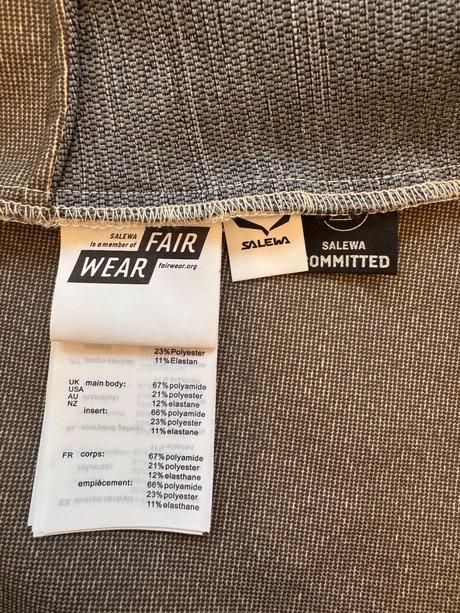 SALEWA
is a member of
FAIR
WEAR
fairwear.org
SALEWA
SALEWA
OMMITTED
23%Polyester
11%Elastan
UK main body: 67%polyamide
USA
AU 21%polyester
NZ 12% elastane
insert: 66%polyamide
23%polyester
11% elastane
FR corps: 67%polyamide
21%polyester
12% elasthane
empiècement: 66%polyamide
23% polyester
11%elasthane